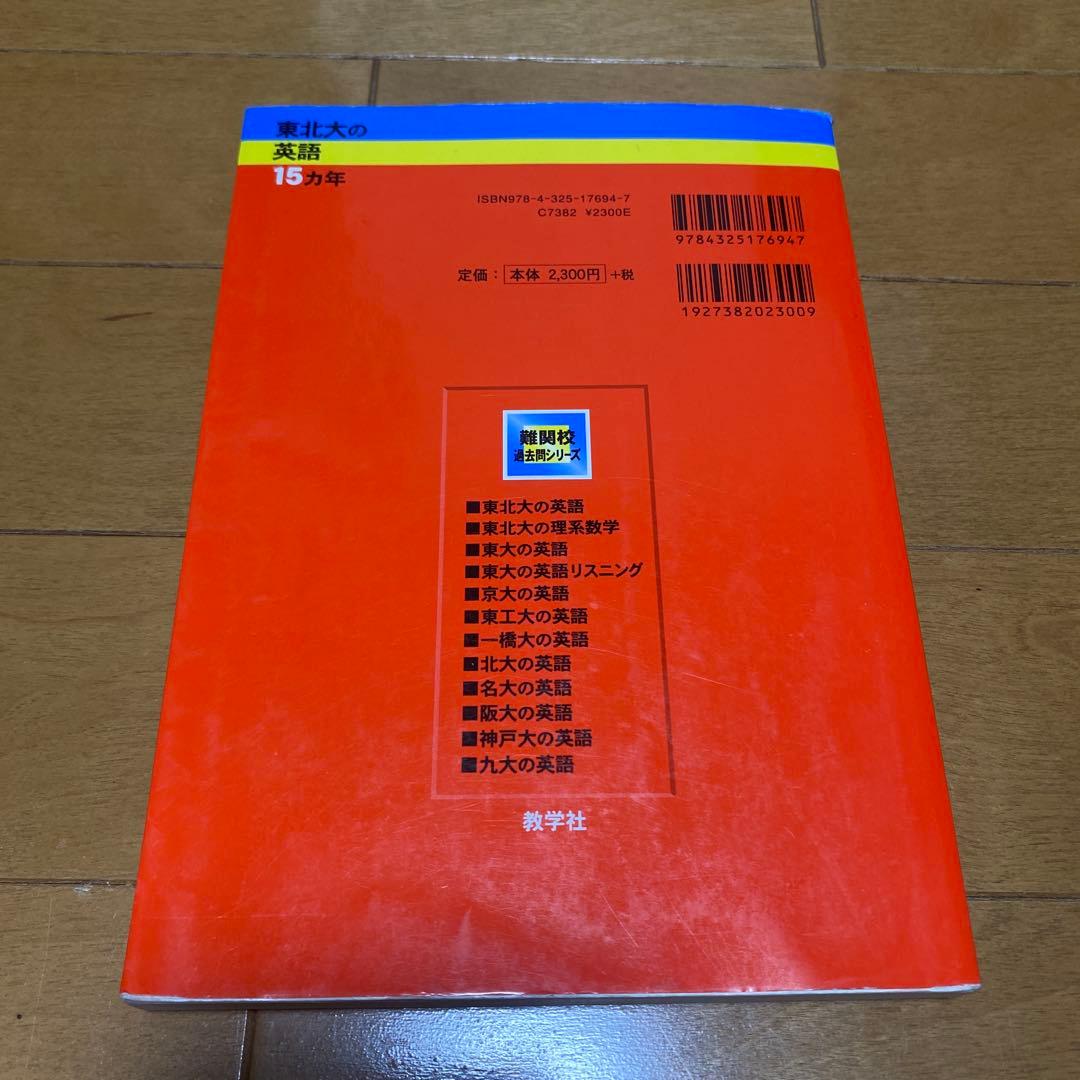 東北大の
英語
15カ年
ISBN978-4-325-17694-7
C7382 ¥2300E
9784325176947
定価：本体 2,300円+税
1927382023009
難関校
過去問シリーズ
■東北大の英語
■東北大の理系数学
■東大の英語
■東大の英語リスニング
■京大の英語
■東工大の英語
■一橋大の英語
■北大の英語
■名大の英語
■阪大の英語
■神戸大の英語
■九大の英語
教学社